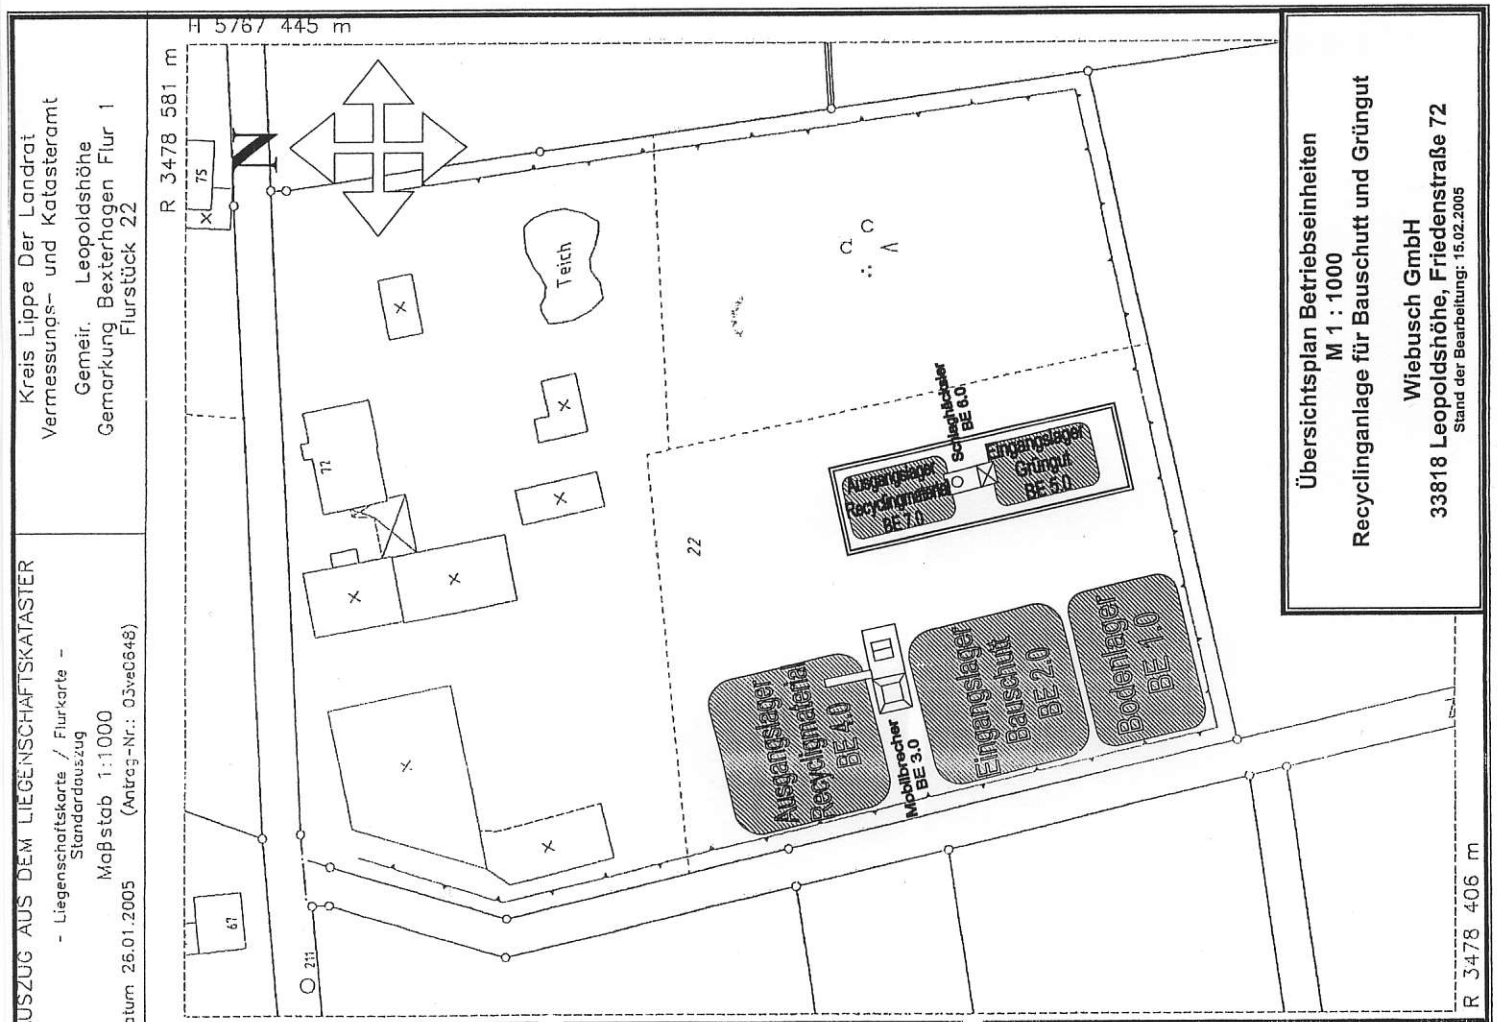 H 5767 445 m
R 3478 581 m
Kreis Lippe Der Landrat
Vermessungs- und Katasteramt
Gemeir. Leopoldshöhe
Gemarkung Bexterhagen Flur 1
Flurstück 22
AUSZUG AUS DEM LIEGENSCHAFTSKATASTER
- Liegenschaftskarte / Flurkarte -
Standardauszug
Maßstab 1:1000
atum 26.01.2005 (Antrag-Nr.: 03ve0648)
N
75
72
67
211
22
Teich
Ausgangslager
Recyclingmaterial
BE 7.0
Schlaghäcksler
BE 6.0
Eingangslager
Grüngut
BE 5.0
Ausgangslager
Recycligmaterial
BE 4.0
Mobilbrecher
BE 3.0
Eingangslager
Bauschutt
BE 2.0
Bodenlager
BE 1.0
Übersichtsplan Betriebseinheiten
M 1 : 1000
Recyclinganlage für Bauschutt und Grüngut
Wiebusch GmbH
33818 Leopoldshöhe, Friedenstraße 72
Stand der Bearbeitung: 15.02.2005
R 3478 406 m